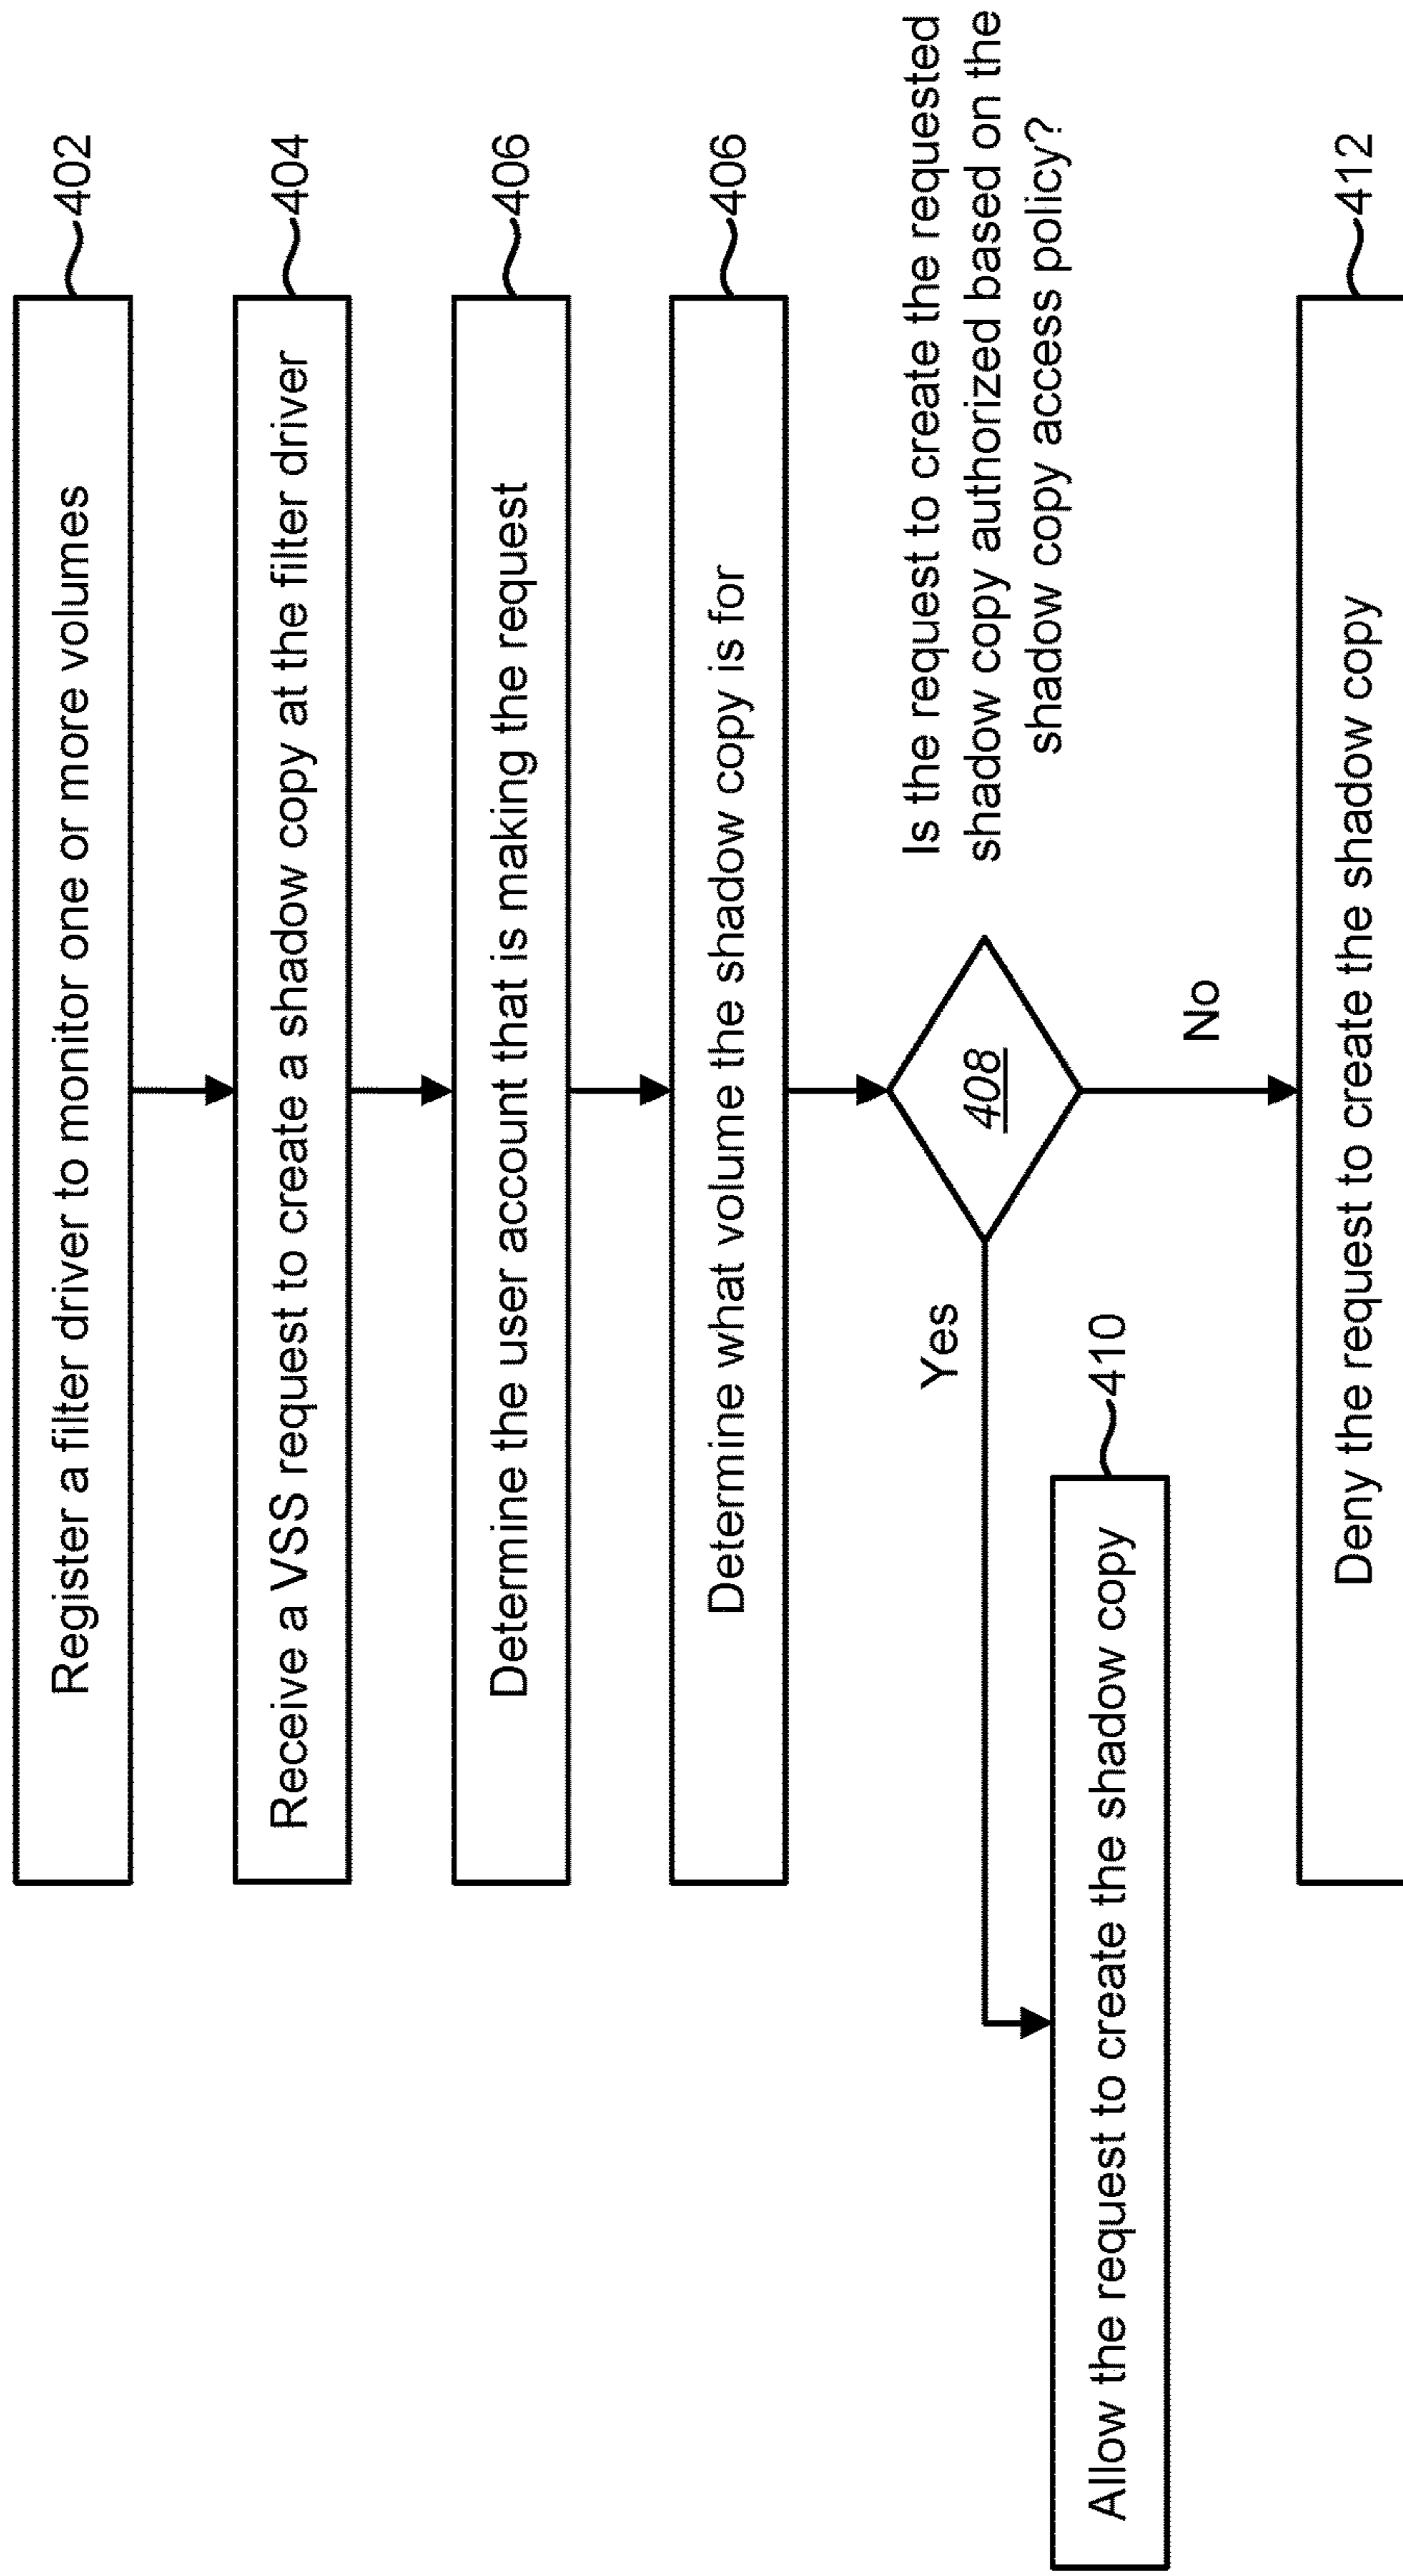 Register a filter driver to monitor one or more volumes
402
Receive a VSS request to create a shadow copy at the filter driver
404
Determine the user account that is making the request
406
Determine what volume the shadow copy is for
406
Is the request to create the requested
shadow copy authorized based on the
shadow copy access policy?
408
Yes
No
Allow the request to create the shadow copy
410
Deny the request to create the shadow copy
412